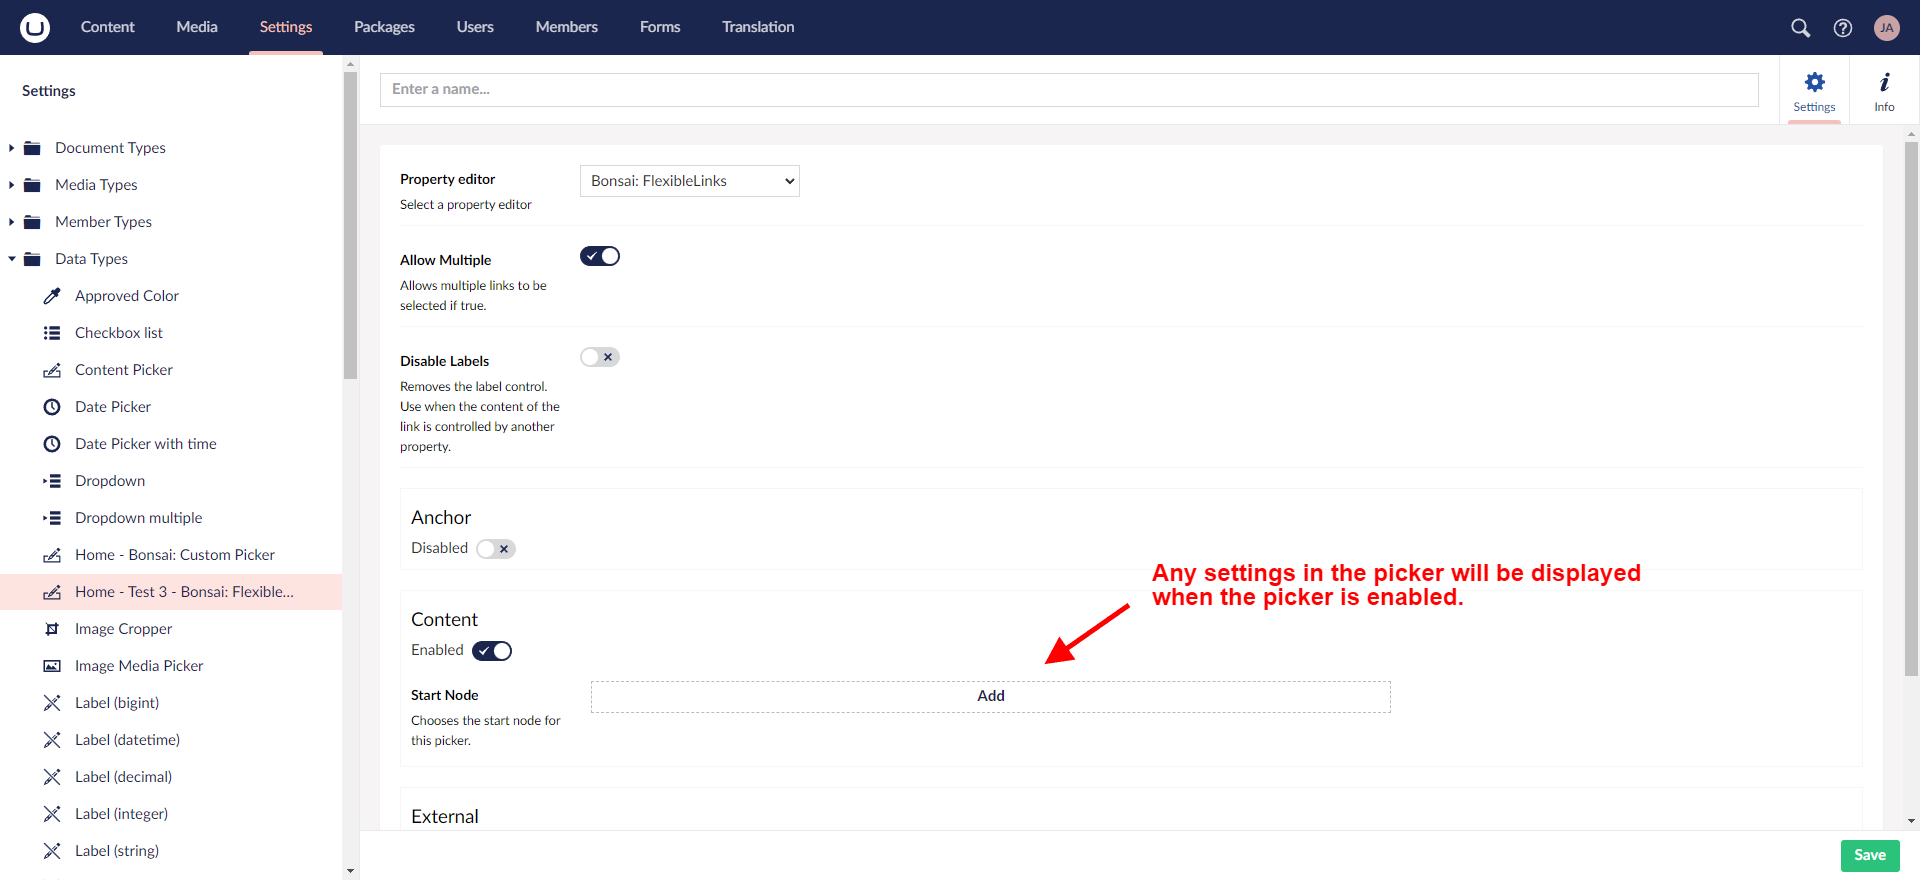 Content Media Settings Packages Users Members Forms Translation
JA
Settings
Document Types
Media Types
Member Types
Data Types
Approved Color
Checkbox list
Content Picker
Date Picker
Date Picker with time
Dropdown
Dropdown multiple
Home - Bonsai: Custom Picker
Home - Test 3 - Bonsai: Flexible...
Image Cropper
Image Media Picker
Label (bigint)
Label (datetime)
Label (decimal)
Label (integer)
Label (string)
Enter a name...
Settings
Info
Property editor
Select a property editor
Bonsai: FlexibleLinks
Allow Multiple
Allows multiple links to be
selected if true.
Disable Labels
Removes the label control.
Use when the content of the
link is controlled by another
property.
Anchor
Disabled
Any settings in the picker will be displayed
when the picker is enabled.
Content
Enabled
Start Node
Chooses the start node for
this picker.
Add
External
Save